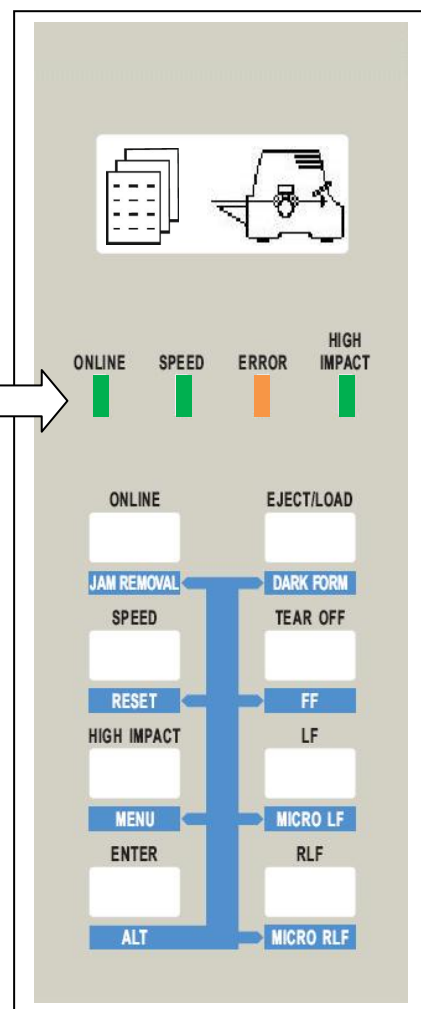 ONLINE SPEED ERROR HIGH IMPACT
ONLINE EJECT/LOAD
JAM REMOVAL DARK FORM
SPEED TEAR OFF
RESET FF
HIGH IMPACT LF
MENU MICRO LF
ENTER RLF
ALT MICRO RLF